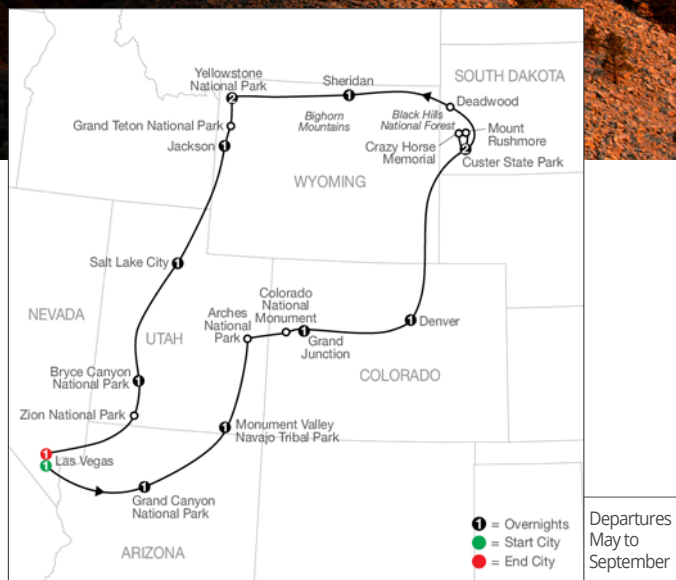 Yellowstone
National Park
2
Sheridan
1
SOUTH DAKOTA
Deadwood
Grand Teton National Park
Bighorn
Mountains
Black Hills
National Forest
Mount
Rushmore
Jackson
1
Crazy Horse
Memorial
2
Custer State Park
WYOMING
Salt Lake City
1
NEVADA
UTAH
Arches
National
Park
Colorado
National
Monument
1
Grand
Junction
1
Denver
COLORADO
Bryce Canyon
National Park
1
Zion National Park
1
Monument Valley
Navajo Tribal Park
1
1
Las Vegas
1
Grand Canyon
National Park
ARIZONA
1 = Overnights
= Start City
= End City
Departures
May to
September